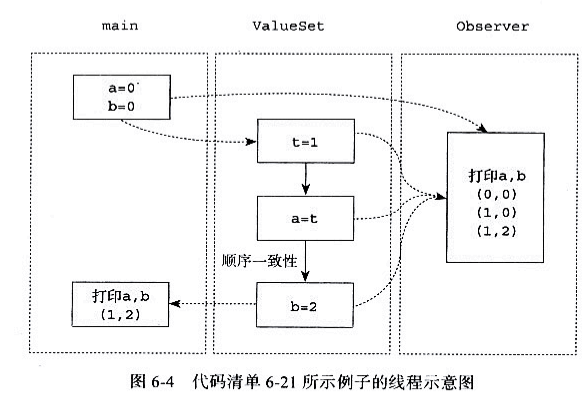 main
ValueSet
Observer
a=0
b=0
t=1
a=t
顺序一致性
b=2
打印a,b
(1,2)
打印a,b
(0,0)
(1,0)
(1,2)
图 6-4 代码清单 6-21 所示例子的线程示意图